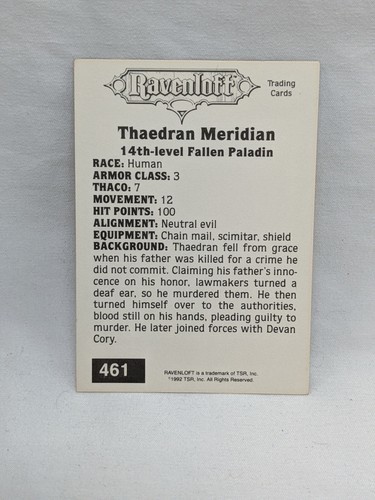 Ravenloft
Trading
Cards
Thaedran Meridian
14th-level Fallen Paladin
RACE: Human
ARMOR CLASS: 3
THACO: 7
MOVEMENT: 12
HIT POINTS: 100
ALIGNMENT: Neutral evil
EQUIPMENT: Chain mail, scimitar, shield
BACKGROUND: Thaedran fell from grace
when his father was killed for a crime he
did not commit. Claiming his father's inno-
cence on his honor, lawmakers turned a
deaf ear, so he murdered them. He then
turned himself over to the authorities,
blood still on his hands, pleading guilty to
murder. He later joined forces with Devan
Cory.
461
RAVENLOFT is a trademark of TSR, Inc.
©1992 TSR, Inc. All Rights Reserved.